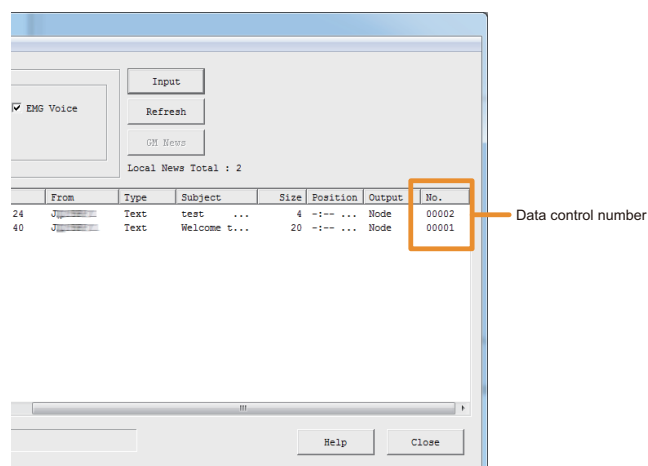 Input
EMG Voice
Refresh
GM News
Local News Total : 2
From Type Subject Size Position Output No.
24 J Text test ... 4 -:-- ... Node 00002
40 J Text Welcome t... 20 -:-- ... Node 00001
Data control number
Help Close